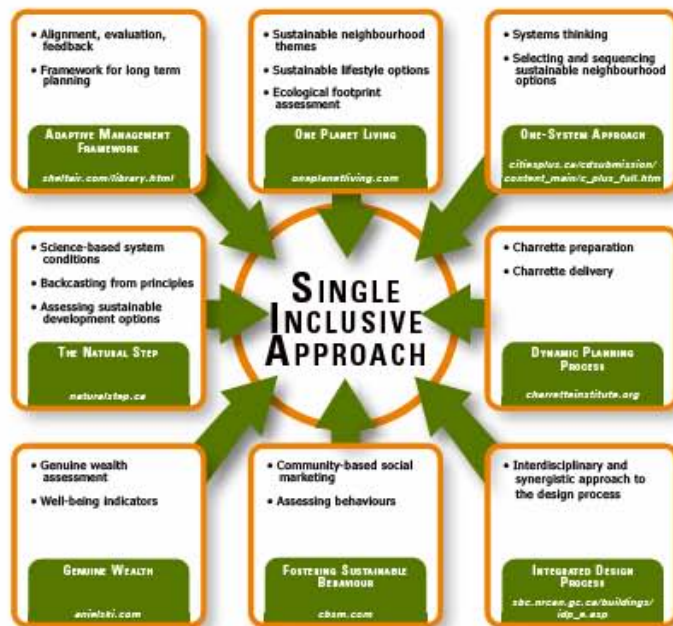 • Alignment, evaluation,
feedback
• Framework for long term
planning
ADAPTIVE MANAGEMENT
FRAMEWORK
sheltair.com/library.html
• Sustainable neighbourhood
themes
• Sustainable lifestyle options
• Ecological footprint
assessment
ONE PLANET LIVING
oneplanetliving.com
• Systems thinking
• Selecting and sequencing
sustainable neighbourhood
options
ONE-SYSTEM APPROACH
citiesplus.ca/cdsubmission/
content_main/c_plus_full.htm
• Science-based system
conditions
• Backcasting from principles
• Assessing sustainable
development options
THE NATURAL STEP
naturalstep.ca
SINGLE
INCLUSIVE
APPROACH
• Charrette preparation
• Charrette delivery
DYNAMIC PLANNING
PROCESS
charretteinstitute.org
• Genuine wealth
assessment
• Well-being indicators
GENUINE WEALTH
anielski.com
• Community-based social
marketing
• Assessing behaviours
FOSTERING SUSTAINABLE
BEHAVIOUR
cbsm.com
• Interdisciplinary and
synergistic approach to
the design process
INTEGRATED DESIGN
PROCESS
sbc.nrcan.gc.ca/buildings/
idp_e.asp